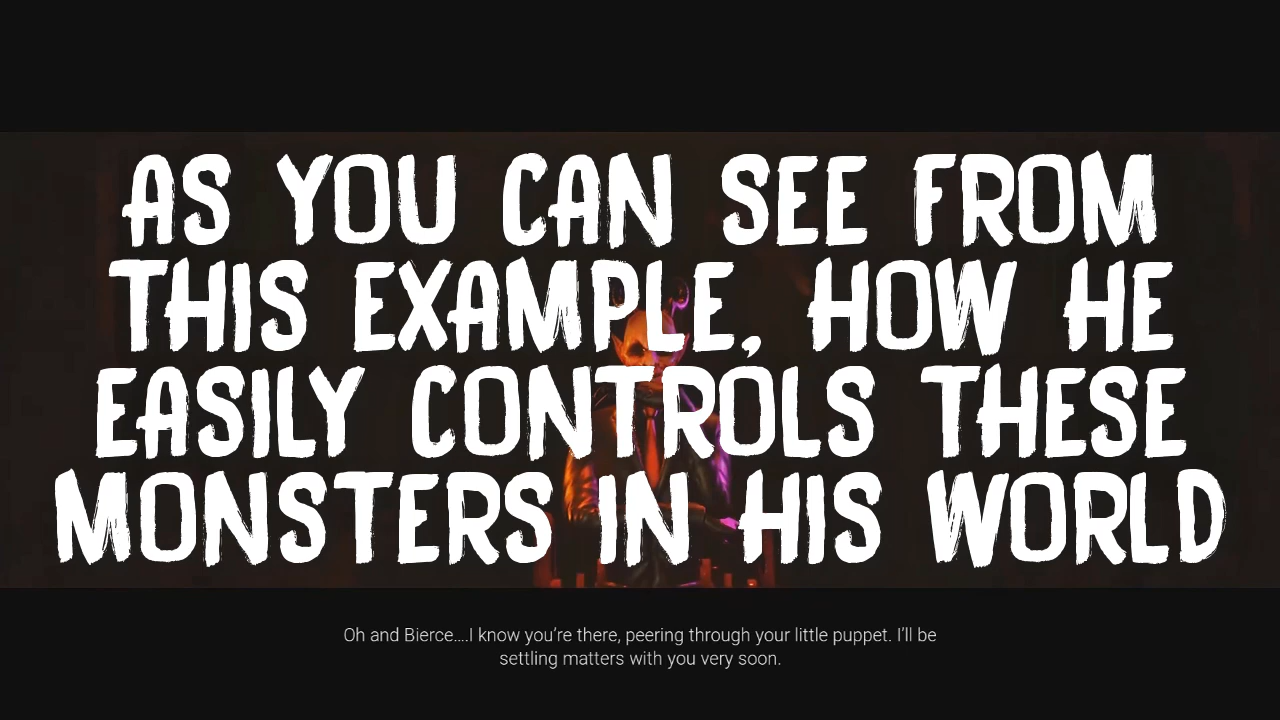 AS YOU CAN SEE FROM
THIS EXAMPLE, HOW HE
EASILY CONTROLS THESE
MONSTERS IN HIS WORLD
Oh and Bierce....I know you're there, peering through your little puppet. I'll be
settling matters with you very soon.